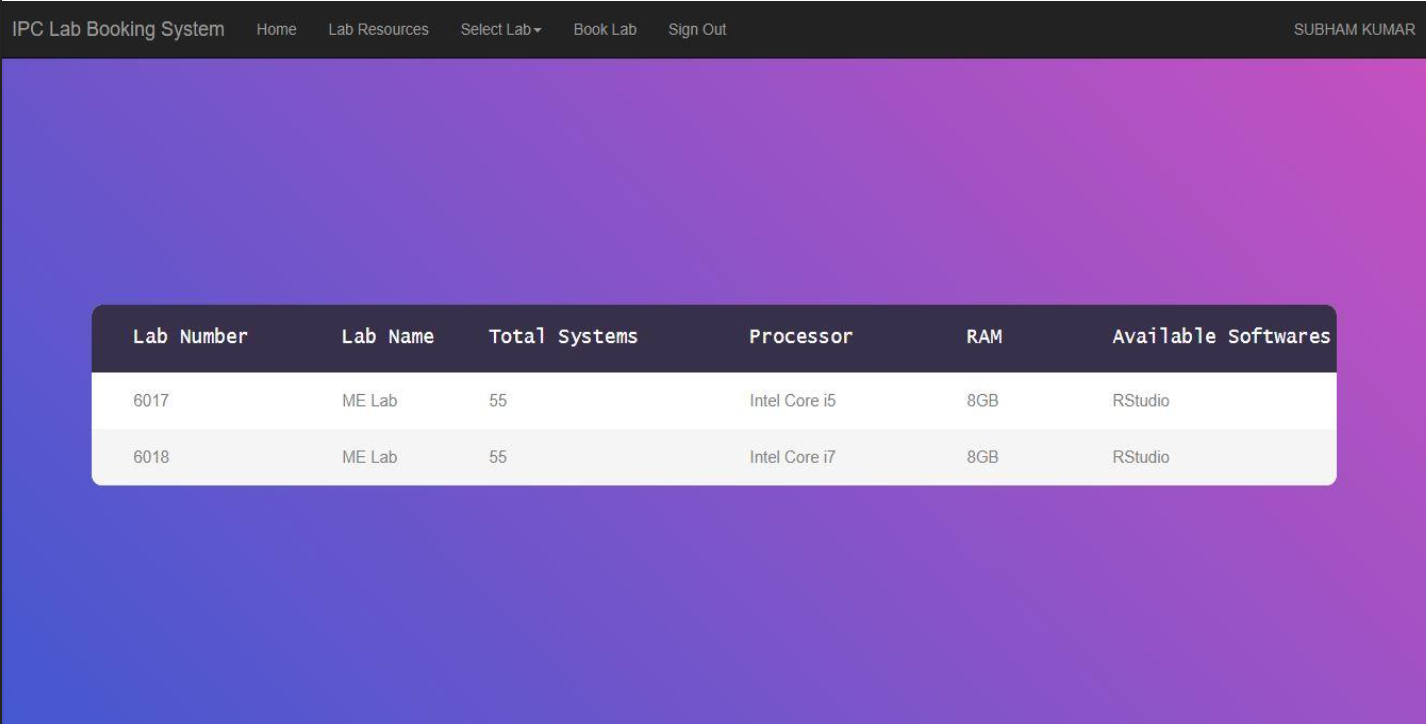 IPC Lab Booking System Home Lab Resources Select Lab Book Lab Sign Out SUBHAM KUMAR
Lab Number Lab Name Total Systems Processor RAM Available Softwares
6017 ME Lab 55 Intel Core i5 8GB RStudio
6018 ME Lab 55 Intel Core i7 8GB RStudio